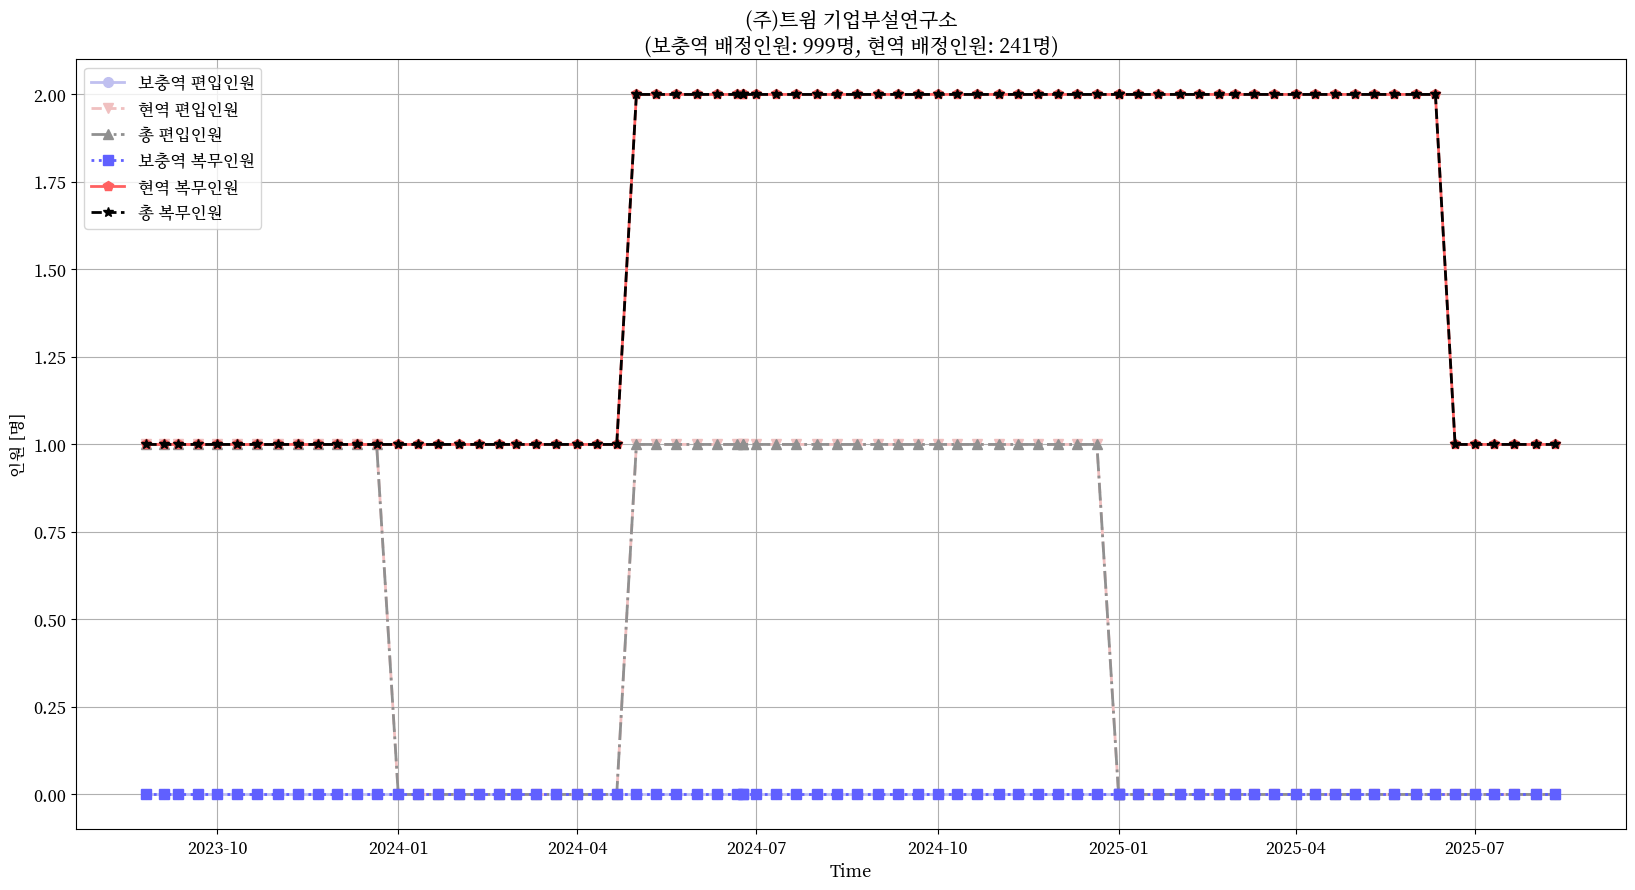 (주)트윔 기업부설연구소
(보충역 배정인원: 999명, 현역 배정인원: 241명)
보충역 편입인원
현역 편입인원
총 편입인원
보충역 복무인원
현역 복무인원
총 복무인원
2.00
1.75
1.50
1.25
1.00
0.75
0.50
0.25
0.00
인원 [명]
2023-10
2024-01
2024-04
2024-07
2024-10
2025-01
2025-04
2025-07
Time